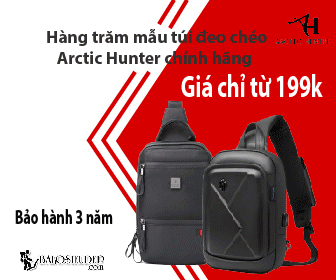 Hàng trăm mẫu túi đeo chéo
Arctic Hunter chính hãng
Giá chỉ từ 199k
Bảo hành 3 năm
BALOSIEUDEP
.com